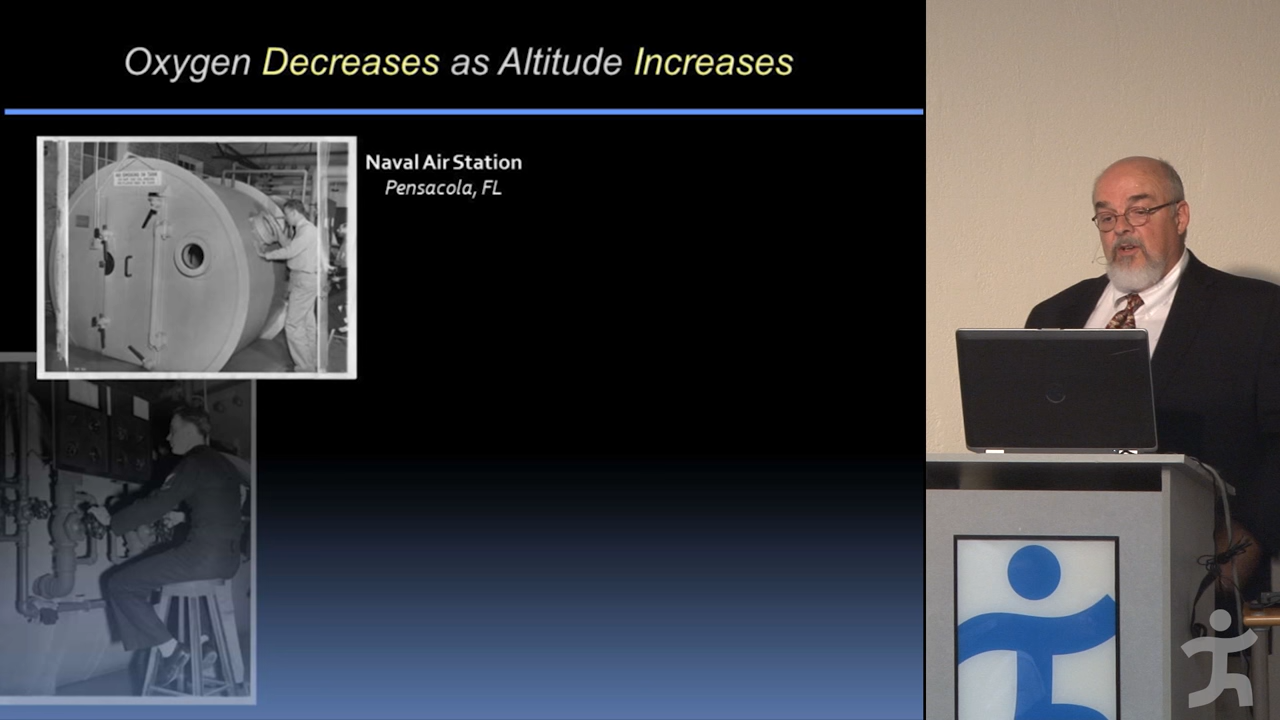 Oxygen Decreases as Altitude Increases
Naval Air Station
Pensacola, FL